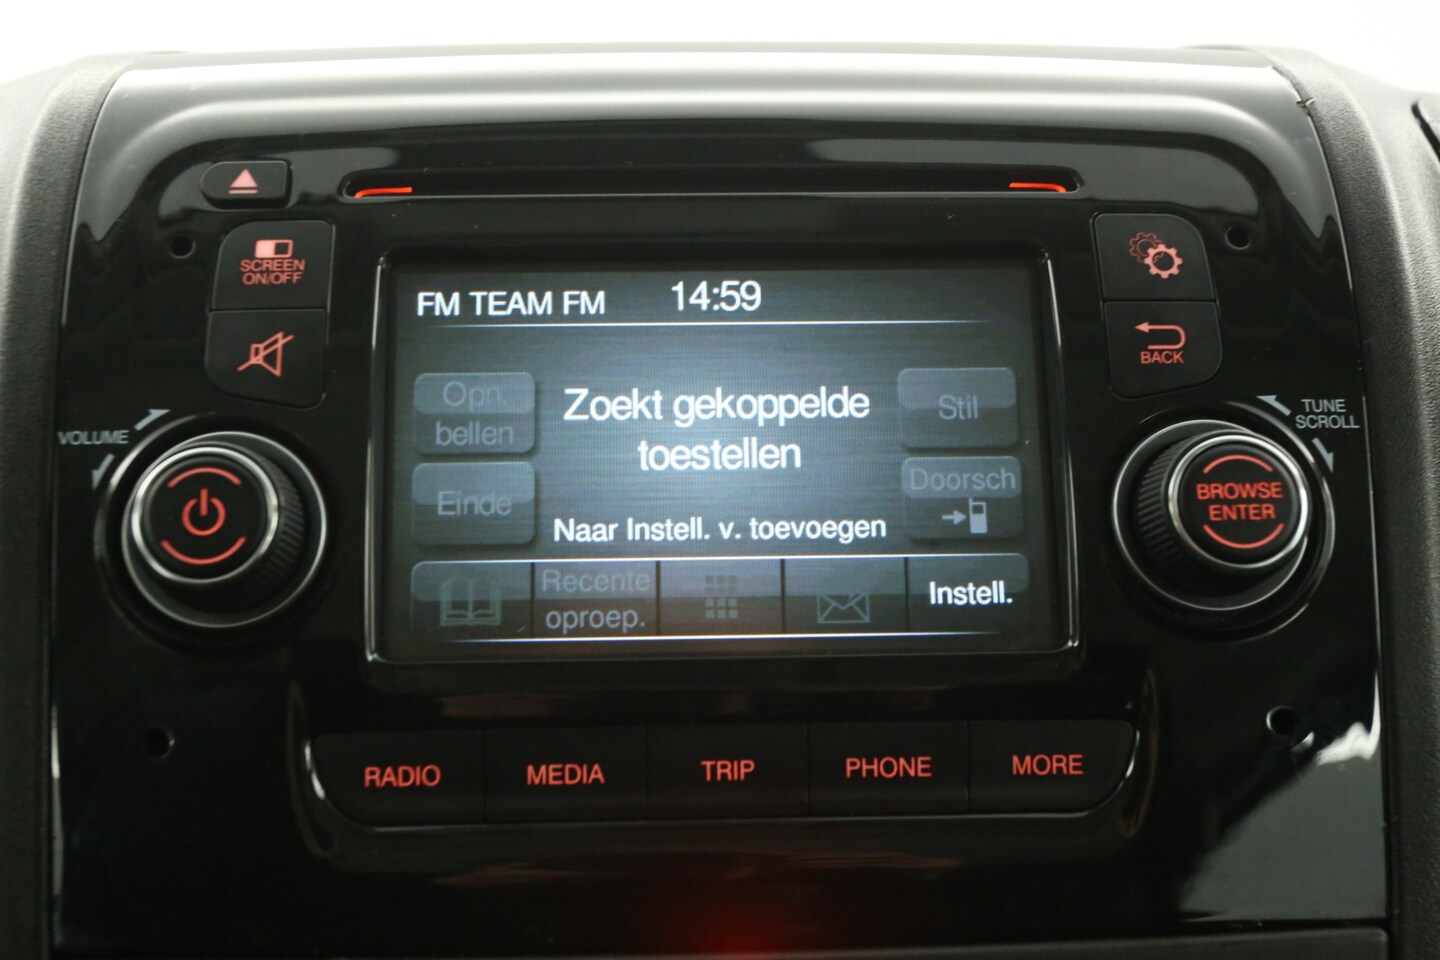 SCREEN
ON/OFF
VOLUME
FM TEAM FM 14:59
Opn.
bellen
Einde
Zoekt gekoppelde
toestellen
Naar Instell. v. toevoegen
Stil
Doorsch
Recente
oproep.
Instell.
BACK
TUNE
SCROLL
BROWSE
ENTER
RADIO
MEDIA
TRIP
PHONE
MORE